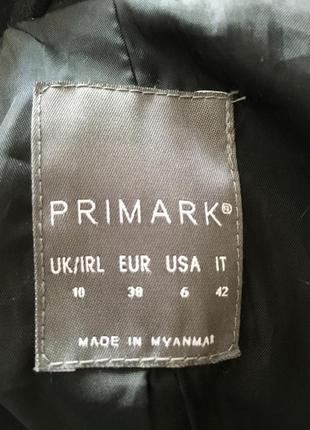 PRIMARK®
UK/IRL EUR USA IT
10 38 6 42
MADE IN MYANMAR